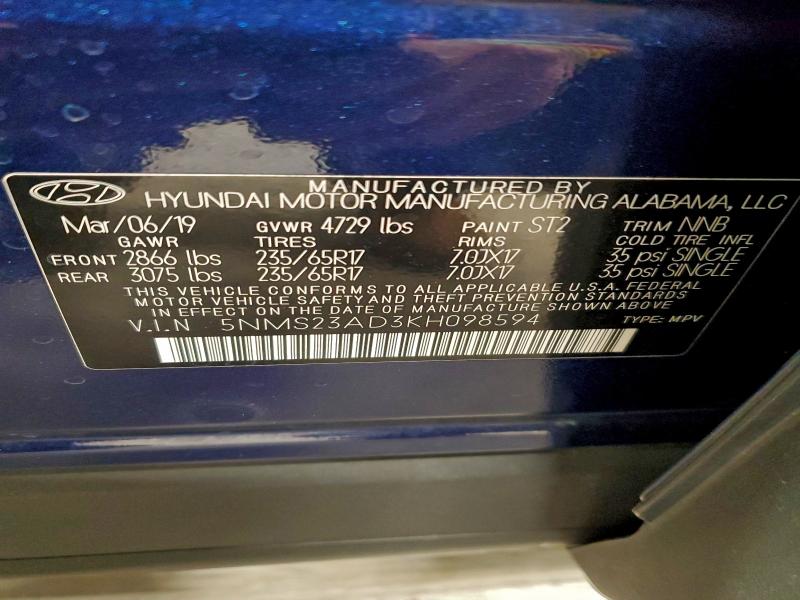 MANUFACTURED BY
HYUNDAI MOTOR MANUFACTURING ALABAMA, LLC
Mar/06/19 GVWR 4729 lbs PAINT ST2 TRIM NNB
GAWR TIRES RIMS COLD TIRE INFL
FRONT 2866 lbs 235/65R17 7.0JX17 35 psi SINGLE
REAR 3075 lbs 235/65R17 7.0JX17 35 psi SINGLE
THIS VEHICLE CONFORMS TO ALL APPLICABLE U.S.A. FEDERAL
MOTOR VEHICLE SAFETY AND THEFT PREVENTION STANDARDS
IN EFFECT ON THE DATE OF MANUFACTURE SHOWN ABOVE
V.I.N 5NMS23AD3KH098594 TYPE: MPV